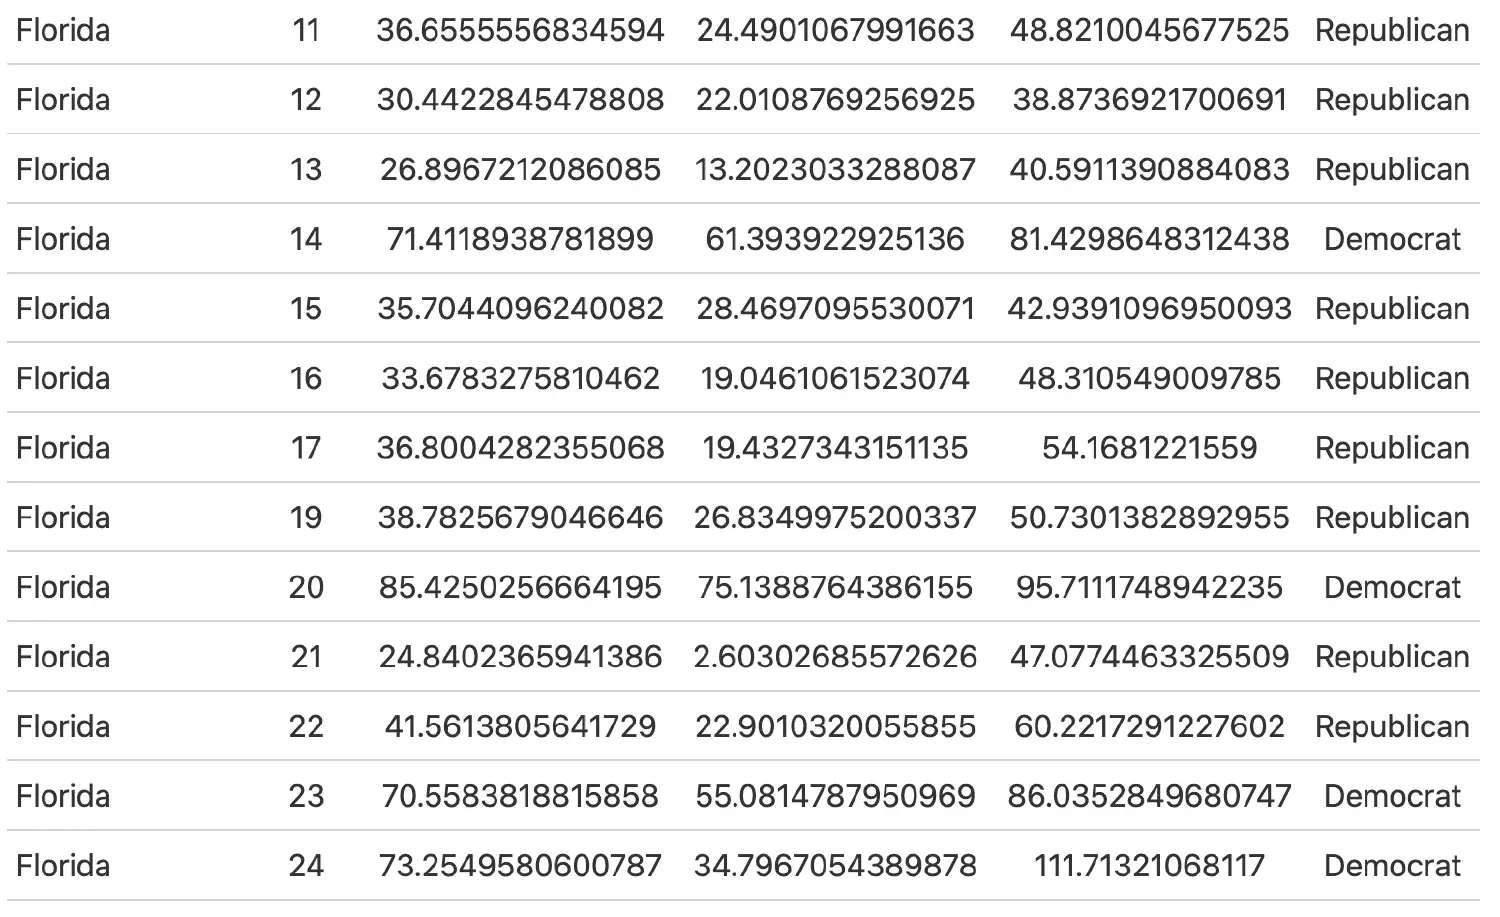 Florida 11 36.6555556834594 24.4901067991663 48.8210045677525 Republican
Florida 12 30.4422845478808 22.0108769256925 38.8736921700691 Republican
Florida 13 26.8967212086085 13.2023033288087 40.5911390884083 Republican
Florida 14 71.4118938781899 61.393922925136 81.4298648312438 Democrat
Florida 15 35.7044096240082 28.4697095530071 42.9391096950093 Republican
Florida 16 33.6783275810462 19.0461061523074 48.310549009785 Republican
Florida 17 36.8004282355068 19.4327343151135 54.1681221559 Republican
Florida 19 38.7825679046646 26.8349975200337 50.7301382892955 Republican
Florida 20 85.4250256664195 75.1388764386155 95.7111748942235 Democrat
Florida 21 24.8402365941386 2.60302685572626 47.0774463325509 Republican
Florida 22 41.5613805641729 22.9010320055855 60.2217291227602 Republican
Florida 23 70.5583818815858 55.0814787950969 86.0352849680747 Democrat
Florida 24 73.2549580600787 34.7967054389878 111.71321068117 Democrat